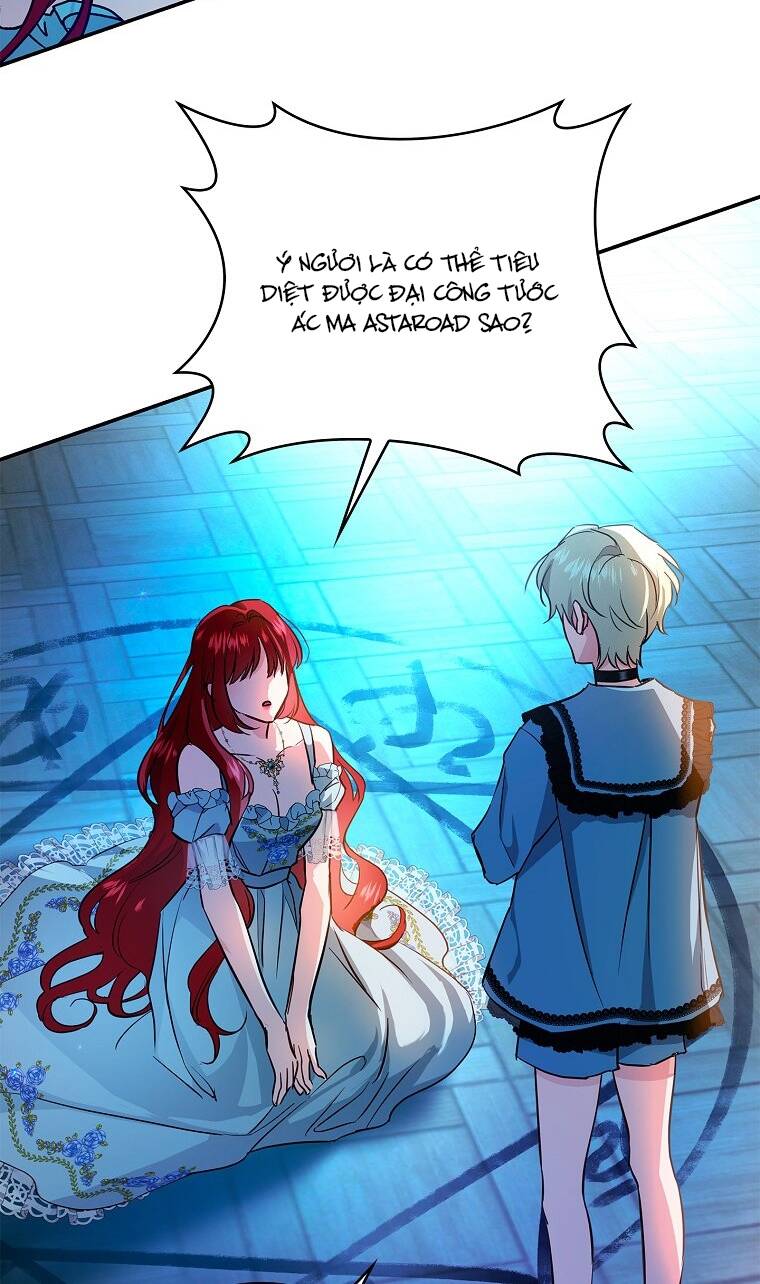 Ý NGƯƠI LÀ CÓ THỂ TIÊU
DIỆT ĐƯỢC ĐẠI CÔNG TƯỚC
ÁC MA ASTAROAD SAO?